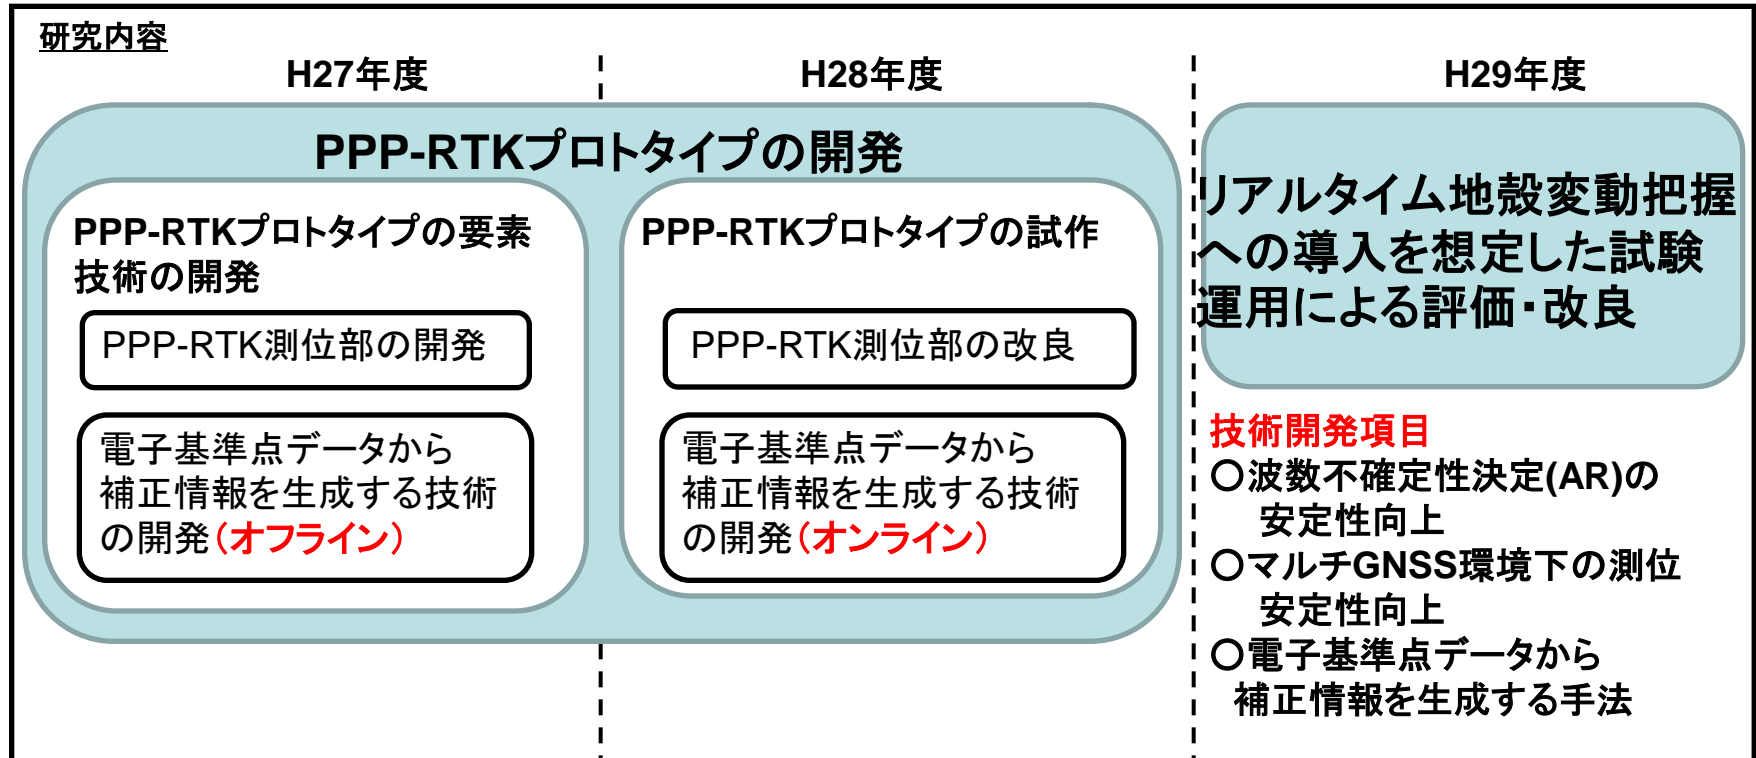 研究内容
H27年度
H28年度
H29年度
PPP-RTKプロトタイプの開発
PPP-RTKプロトタイプの要素
技術の開発
PPP-RTK測位部の開発
電子基準点データから
補正情報を生成する技術
の開発(オフライン)
PPP-RTKプロトタイプの試作
PPP-RTK測位部の改良
電子基準点データから
補正情報を生成する技術
の開発(オンライン)
リアルタイム地殻変動把握
への導入を想定した試験
運用による評価・改良
技術開発項目
〇波数不確定性決定(AR)の
安定性向上
〇マルチGNSS環境下の測位
安定性向上
〇電子基準点データから
補正情報を生成する手法